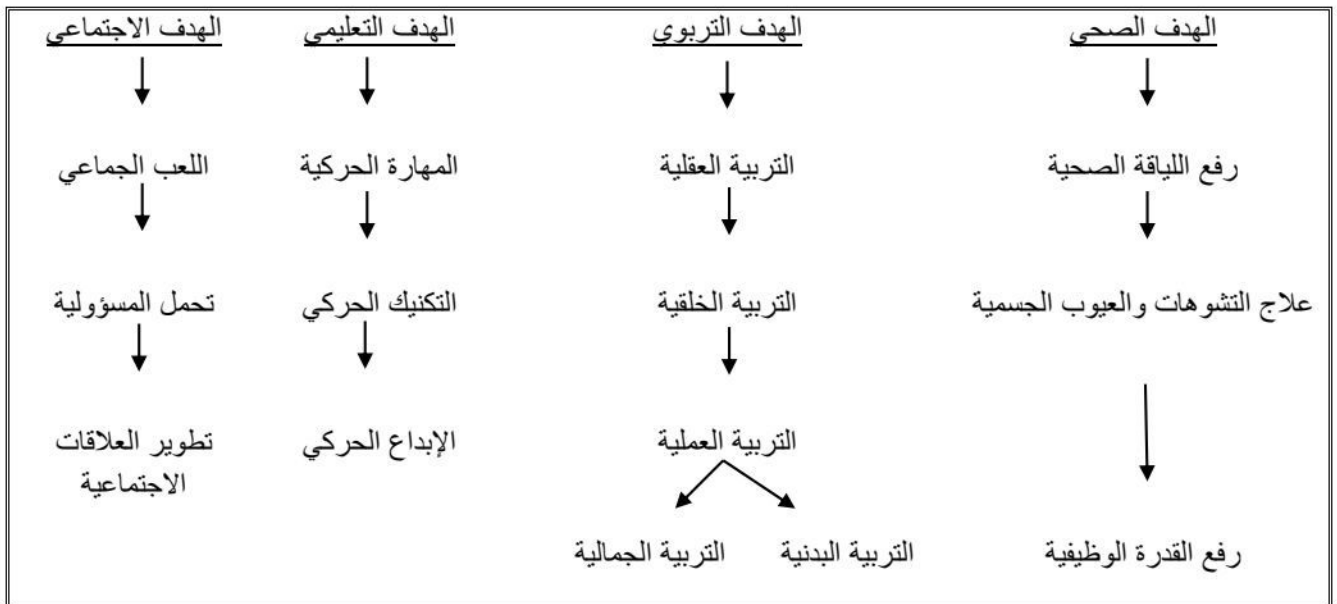 الهدف الصحي
الهدف التربوي
الهدف التعليمي
الهدف الاجتماعي
رفع اللياقة الصحية
التربية العقلية
المهارة الحركية
اللعب الجماعي
علاج التشوهات والعيوب الجسمية
التربية الخلقية
التكنيك الحركي
تحمل المسؤولية
التربية العملية
الإبداع الحركي
تطوير العلاقات
الاجتماعية
رفع القدرة الوظيفية
التربية البدنية
التربية الجمالية